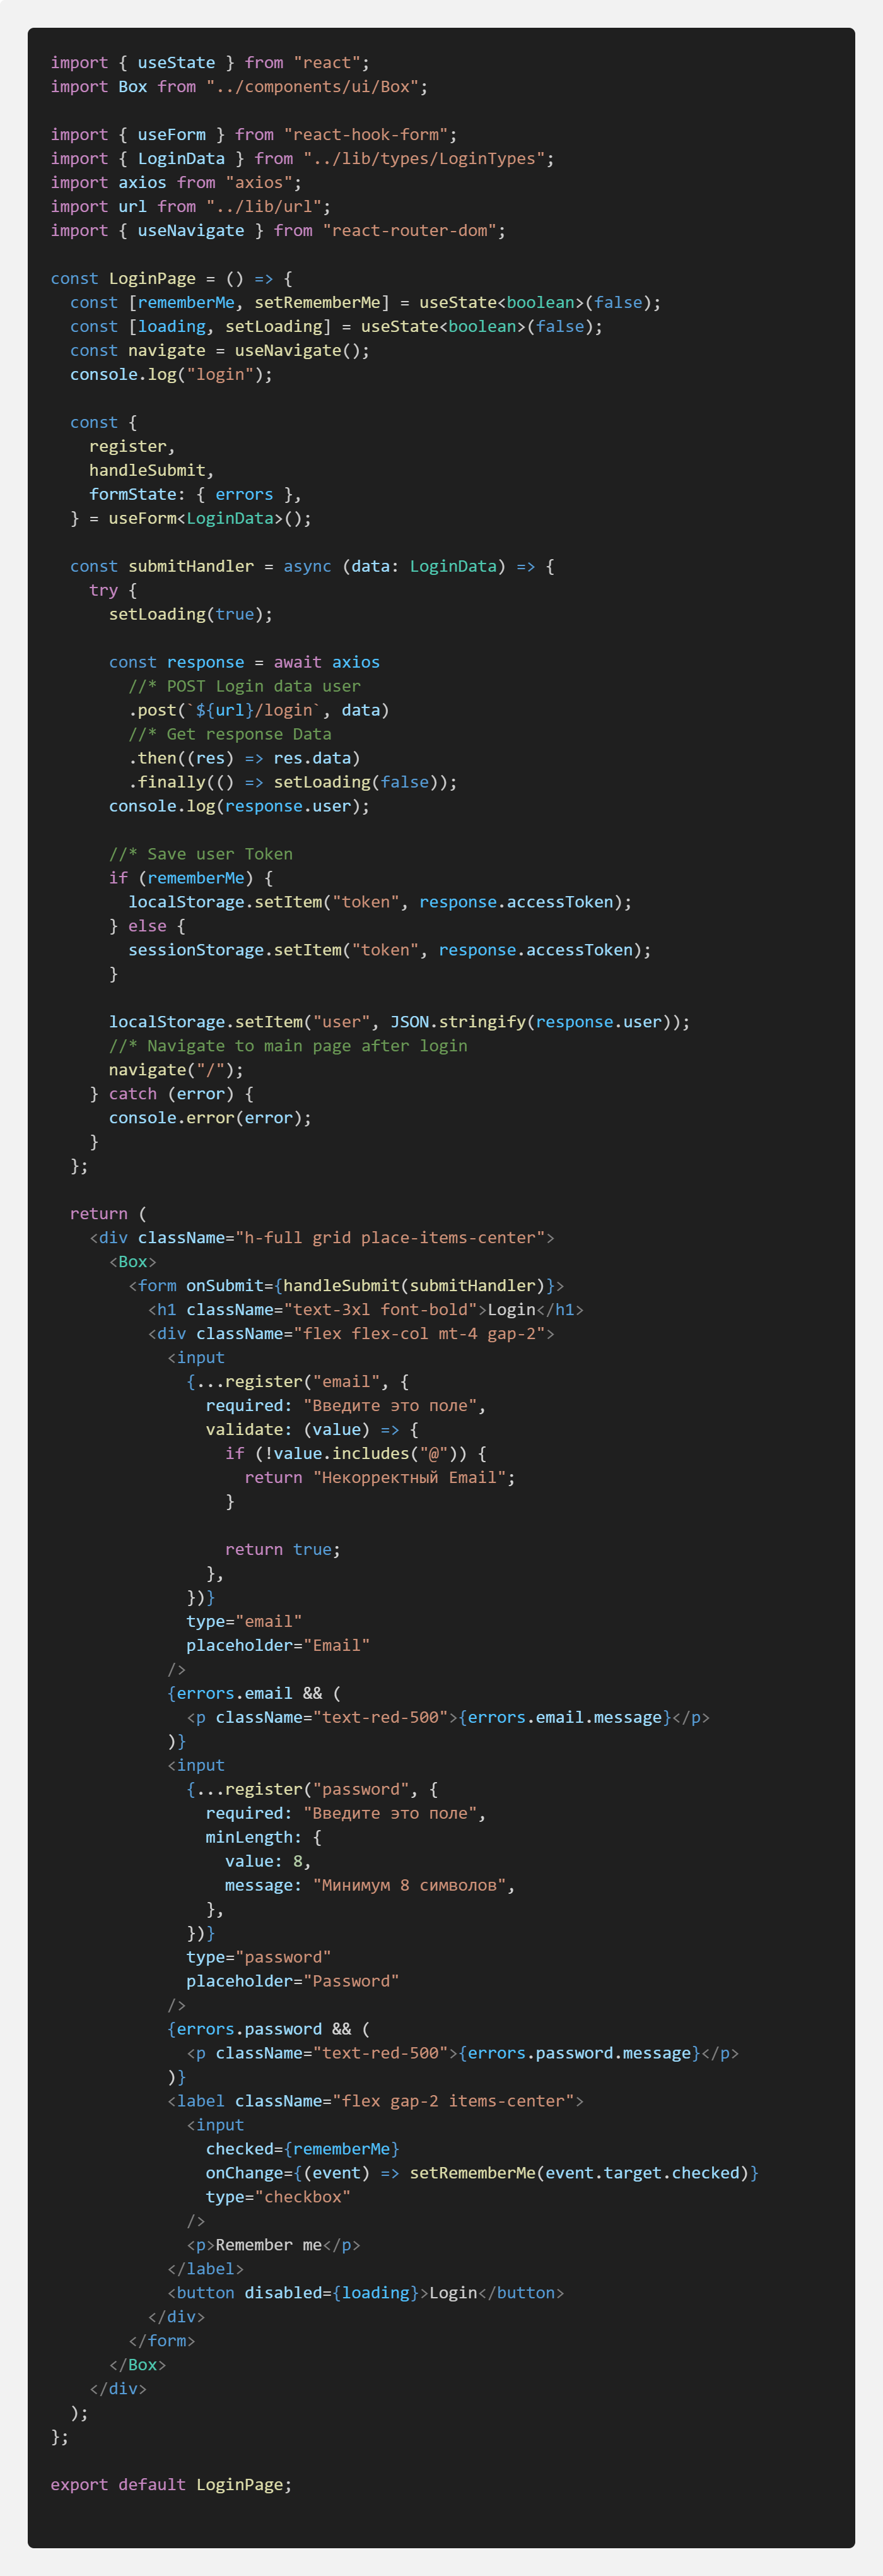 import { useState } from "react";
import Box from "../components/ui/Box";

import { useForm } from "react-hook-form";
import { LoginData } from "../lib/types/LoginTypes";
import axios from "axios";
import url from "../lib/url";
import { useNavigate } from "react-router-dom";

const LoginPage = () => {
  const [rememberMe, setRememberMe] = useState<boolean>(false);
  const [loading, setLoading] = useState<boolean>(false);
  const navigate = useNavigate();
  console.log("login");

  const {
    register,
    handleSubmit,
    formState: { errors },
  } = useForm<LoginData>();

  const submitHandler = async (data: LoginData) => {
    try {
      setLoading(true);

      const response = await axios
        //* POST Login data user
        .post(`${url}/login`, data)
        //* Get response Data
        .then((res) => res.data)
        .finally(() => setLoading(false));
      console.log(response.user);

      //* Save user Token
      if (rememberMe) {
        localStorage.setItem("token", response.accessToken);
      } else {
        sessionStorage.setItem("token", response.accessToken);
      }

      localStorage.setItem("user", JSON.stringify(response.user));
      //* Navigate to main page after login
      navigate("/");
    } catch (error) {
      console.error(error);
    }
  };

  return (
    <div className="h-full grid place-items-center">
      <Box>
        <form onSubmit={handleSubmit(submitHandler)}>
          <h1 className="text-3xl font-bold">Login</h1>
          <div className="flex flex-col mt-4 gap-2">
            <input
              {...register("email", {
                required: "Введите это поле",
                validate: (value) => {
                  if (!value.includes("@")) {
                    return "Некорректный Email";
                  }

                  return true;
                },
              })}
              type="email"
              placeholder="Email"
            />
            {errors.email && (
              <p className="text-red-500">{errors.email.message}</p>
            )}
            <input
              {...register("password", {
                required: "Введите это поле",
                minLength: {
                  value: 8,
                  message: "Минимум 8 символов",
                },
              })}
              type="password"
              placeholder="Password"
            />
            {errors.password && (
              <p className="text-red-500">{errors.password.message}</p>
            )}
            <label className="flex gap-2 items-center">
              <input
                checked={rememberMe}
                onChange={(event) => setRememberMe(event.target.checked)}
                type="checkbox"
              />
              <p>Remember me</p>
            </label>
            <button disabled={loading}>Login</button>
          </div>
        </form>
      </Box>
    </div>
  );
};

export default LoginPage;